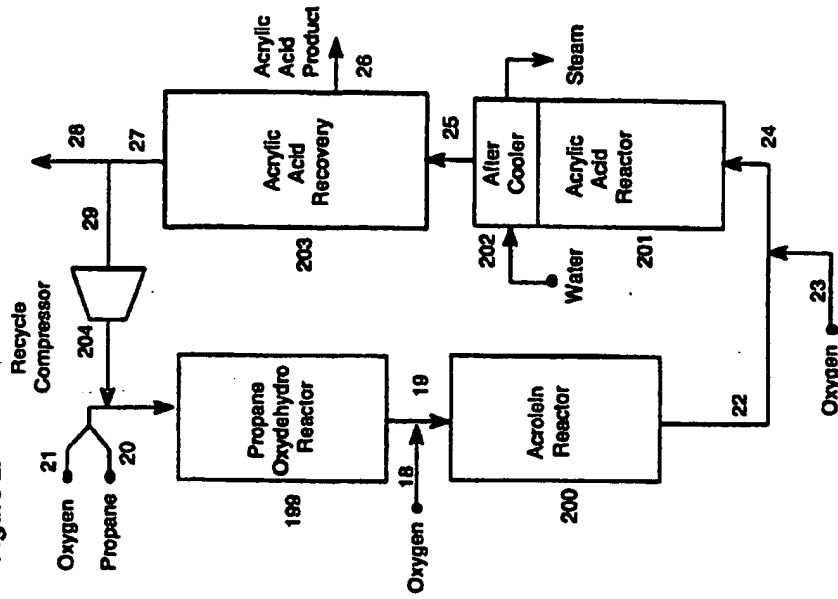 Recycle
Compressor
Oxygen
21
20
Propane
204
29
28
27
Propane
Oxydehydro
Reactor
199
Oxygen
18
19
Acrolein
Reactor
200
22
Oxygen
23
24
Acrylic
Acid
Reactor
201
After
Cooler
202
Water
Steam
25
Acrylic
Acid
Recovery
203
Acrylic
Acid
Product
26